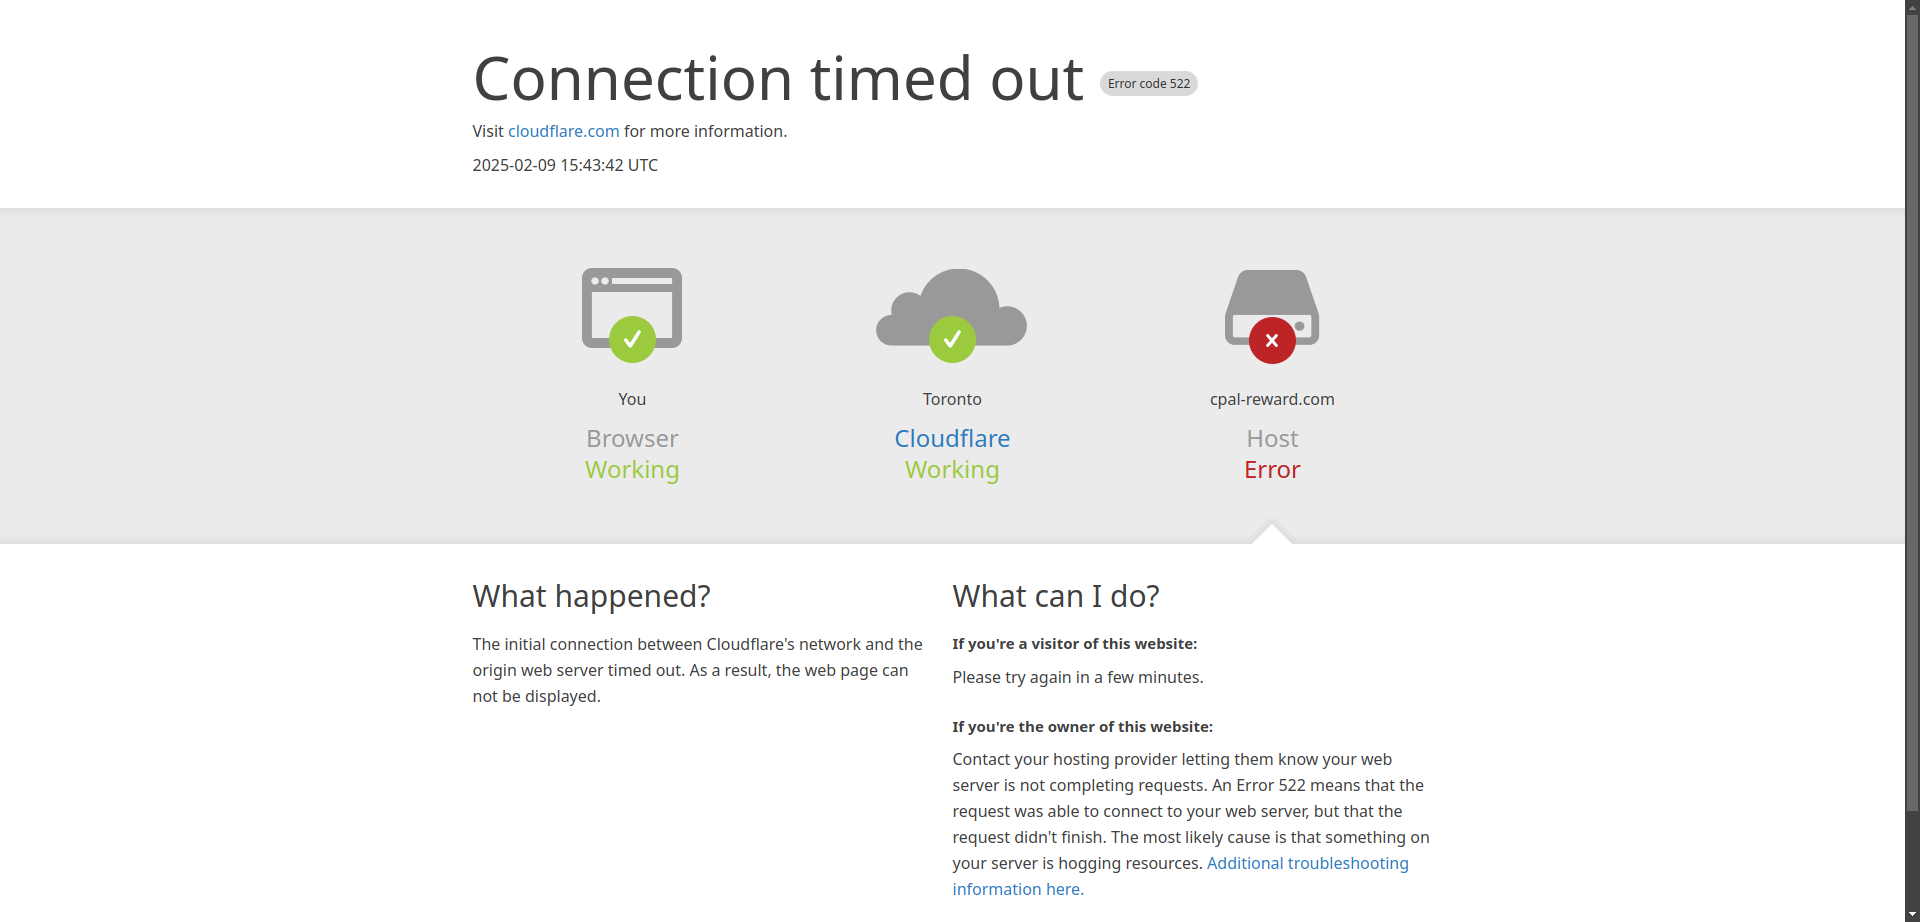 Connection timed out Error code 522
Visit cloudflare.com for more information.
2025-02-09 15:43:42 UTC
You
Browser
Working
Toronto
Cloudflare
Working
cpal-reward.com
Host
Error
What happened?
The initial connection between Cloudflare's network and the
origin web server timed out. As a result, the web page can
not be displayed.
What can I do?
If you're a visitor of this website:
Please try again in a few minutes.
If you're the owner of this website:
Contact your hosting provider letting them know your web
server is not completing requests. An Error 522 means that the
request was able to connect to your web server, but that the
request didn't finish. The most likely cause is that something on
your server is hogging resources. Additional troubleshooting
information here.